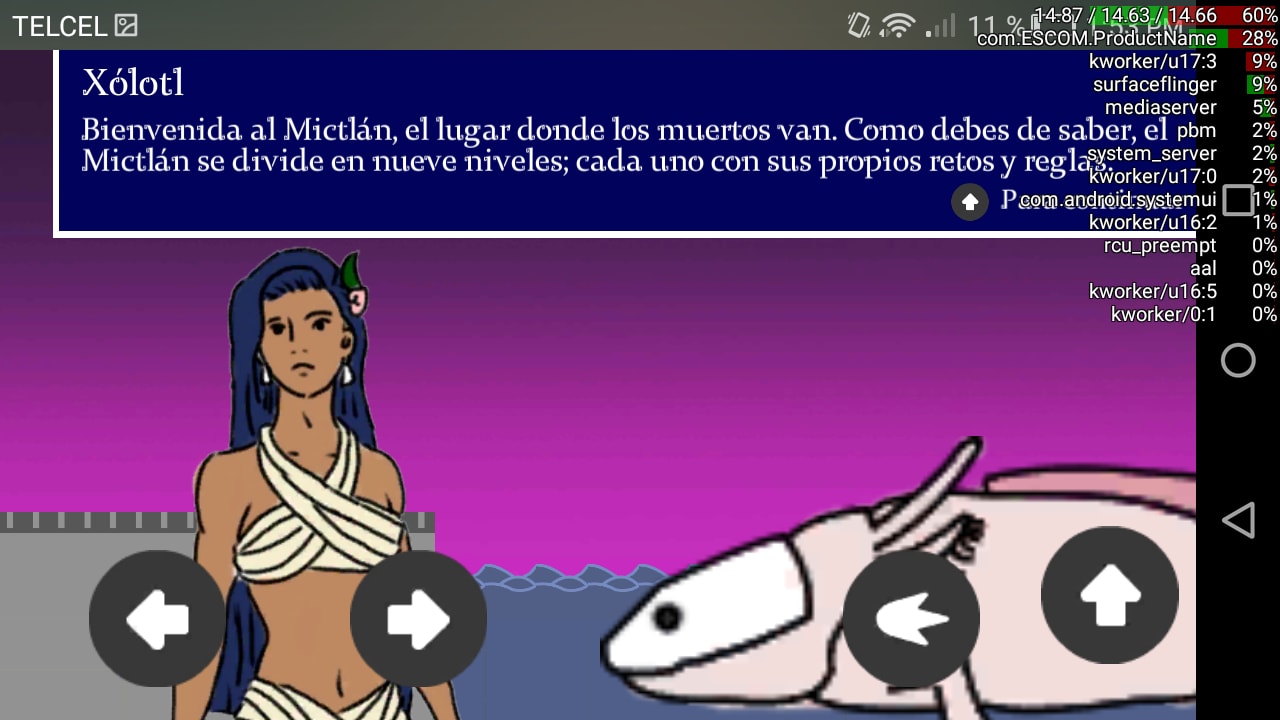 TELCEL
11 %
14.87 / 14.63 / 14.66 60%
com.ESCOM.ProductName 28%
kworker/u17:3 9%
surfaceflinger 9%
mediaserver 5%
pbm 2%
system_server 2%
kworker/u17:0 2%
com.android.systemui 1%
kworker/u16:2 1%
rcu_preempt 0%
aal 0%
kworker/u16:5 0%
kworker/0:1 0%
Xólotl
Bienvenida al Mictlán, el lugar donde los muertos van. Como debes de saber, el
Mictlán se divide en nueve niveles; cada uno con sus propios retos y reglas.
Para continuar